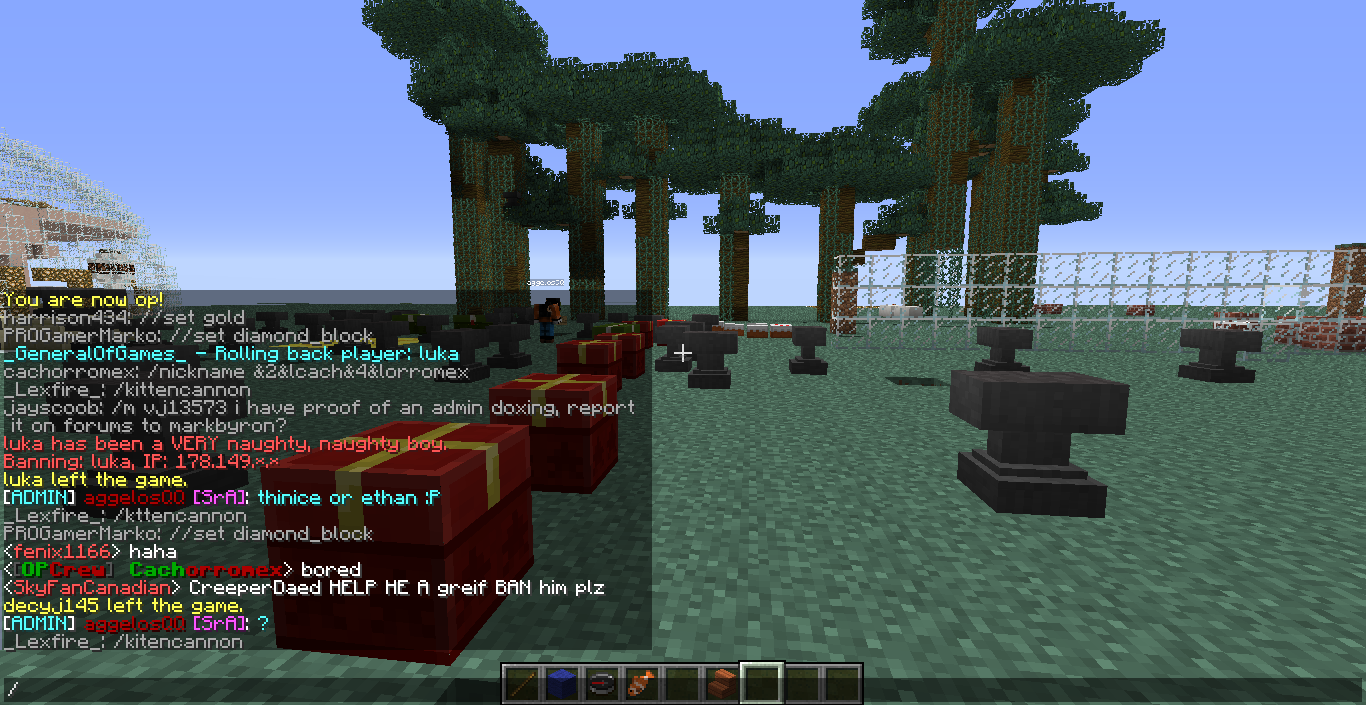 aggelos00
You are now op!
harrison434: //set gold
PROGamerMarko: //set diamond_block
_GeneralOfGames_ - Rolling back player: luka
cachorromex: /nickname &2&lcach&4&lorromex
_Lexfire_: /kittencannon
jayscoob: /m vj13573 i have proof of an admin doxing, report
it on forums to markbyron?
luka has been a VERY naughty, naughty boy.
Banning: luka, IP: 178.149.*.*
luka left the game.
[ADMIN] aggelos00 [SrA]: thinice or ethan :P
_Lexfire_: /kttencannon
PROGamerMarko: //set diamond_block
<fenix1166> haha
<[OPCrew] Cachorromex> bored
<SkyFanCanadian> CreeperDaed HELP HE A greif BAN him plz
decyj145 left the game.
[ADMIN] aggelos00 [SrA]: ?
_Lexfire_: /kitencannon
/